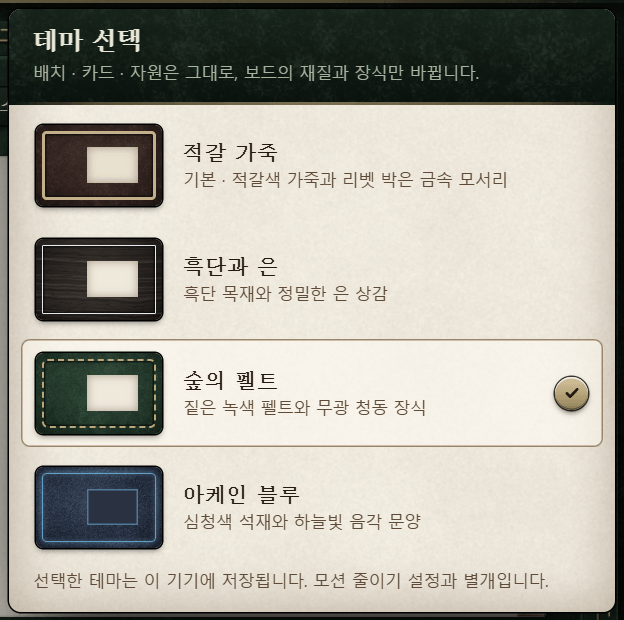 테마 선택
배치 · 카드 · 자원은 그대로, 보드의 재질과 장식만 바뀝니다.
적갈 가죽
기본 · 적갈색 가죽과 리벳 박은 금속 모서리
흑단과 은
흑단 목재와 정밀한 은 상감
숲의 펠트
짙은 녹색 펠트와 무광 청동 장식
아케인 블루
심청색 석재와 하늘빛 음각 문양
선택한 테마는 이 기기에 저장됩니다. 모션 줄이기 설정과 별개입니다.